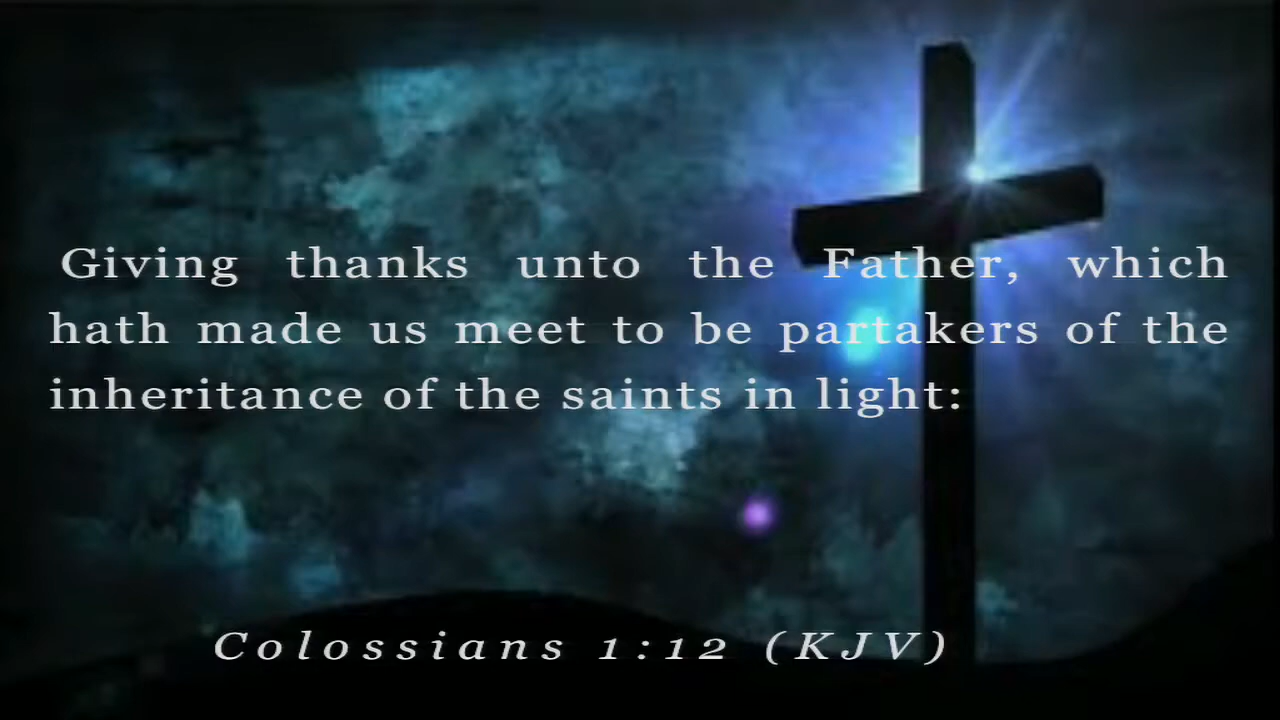 Giving thanks unto the Father, which
hath made us meet to be partakers of the
inheritance of the saints in light:
Colossians 1:12 (KJV)